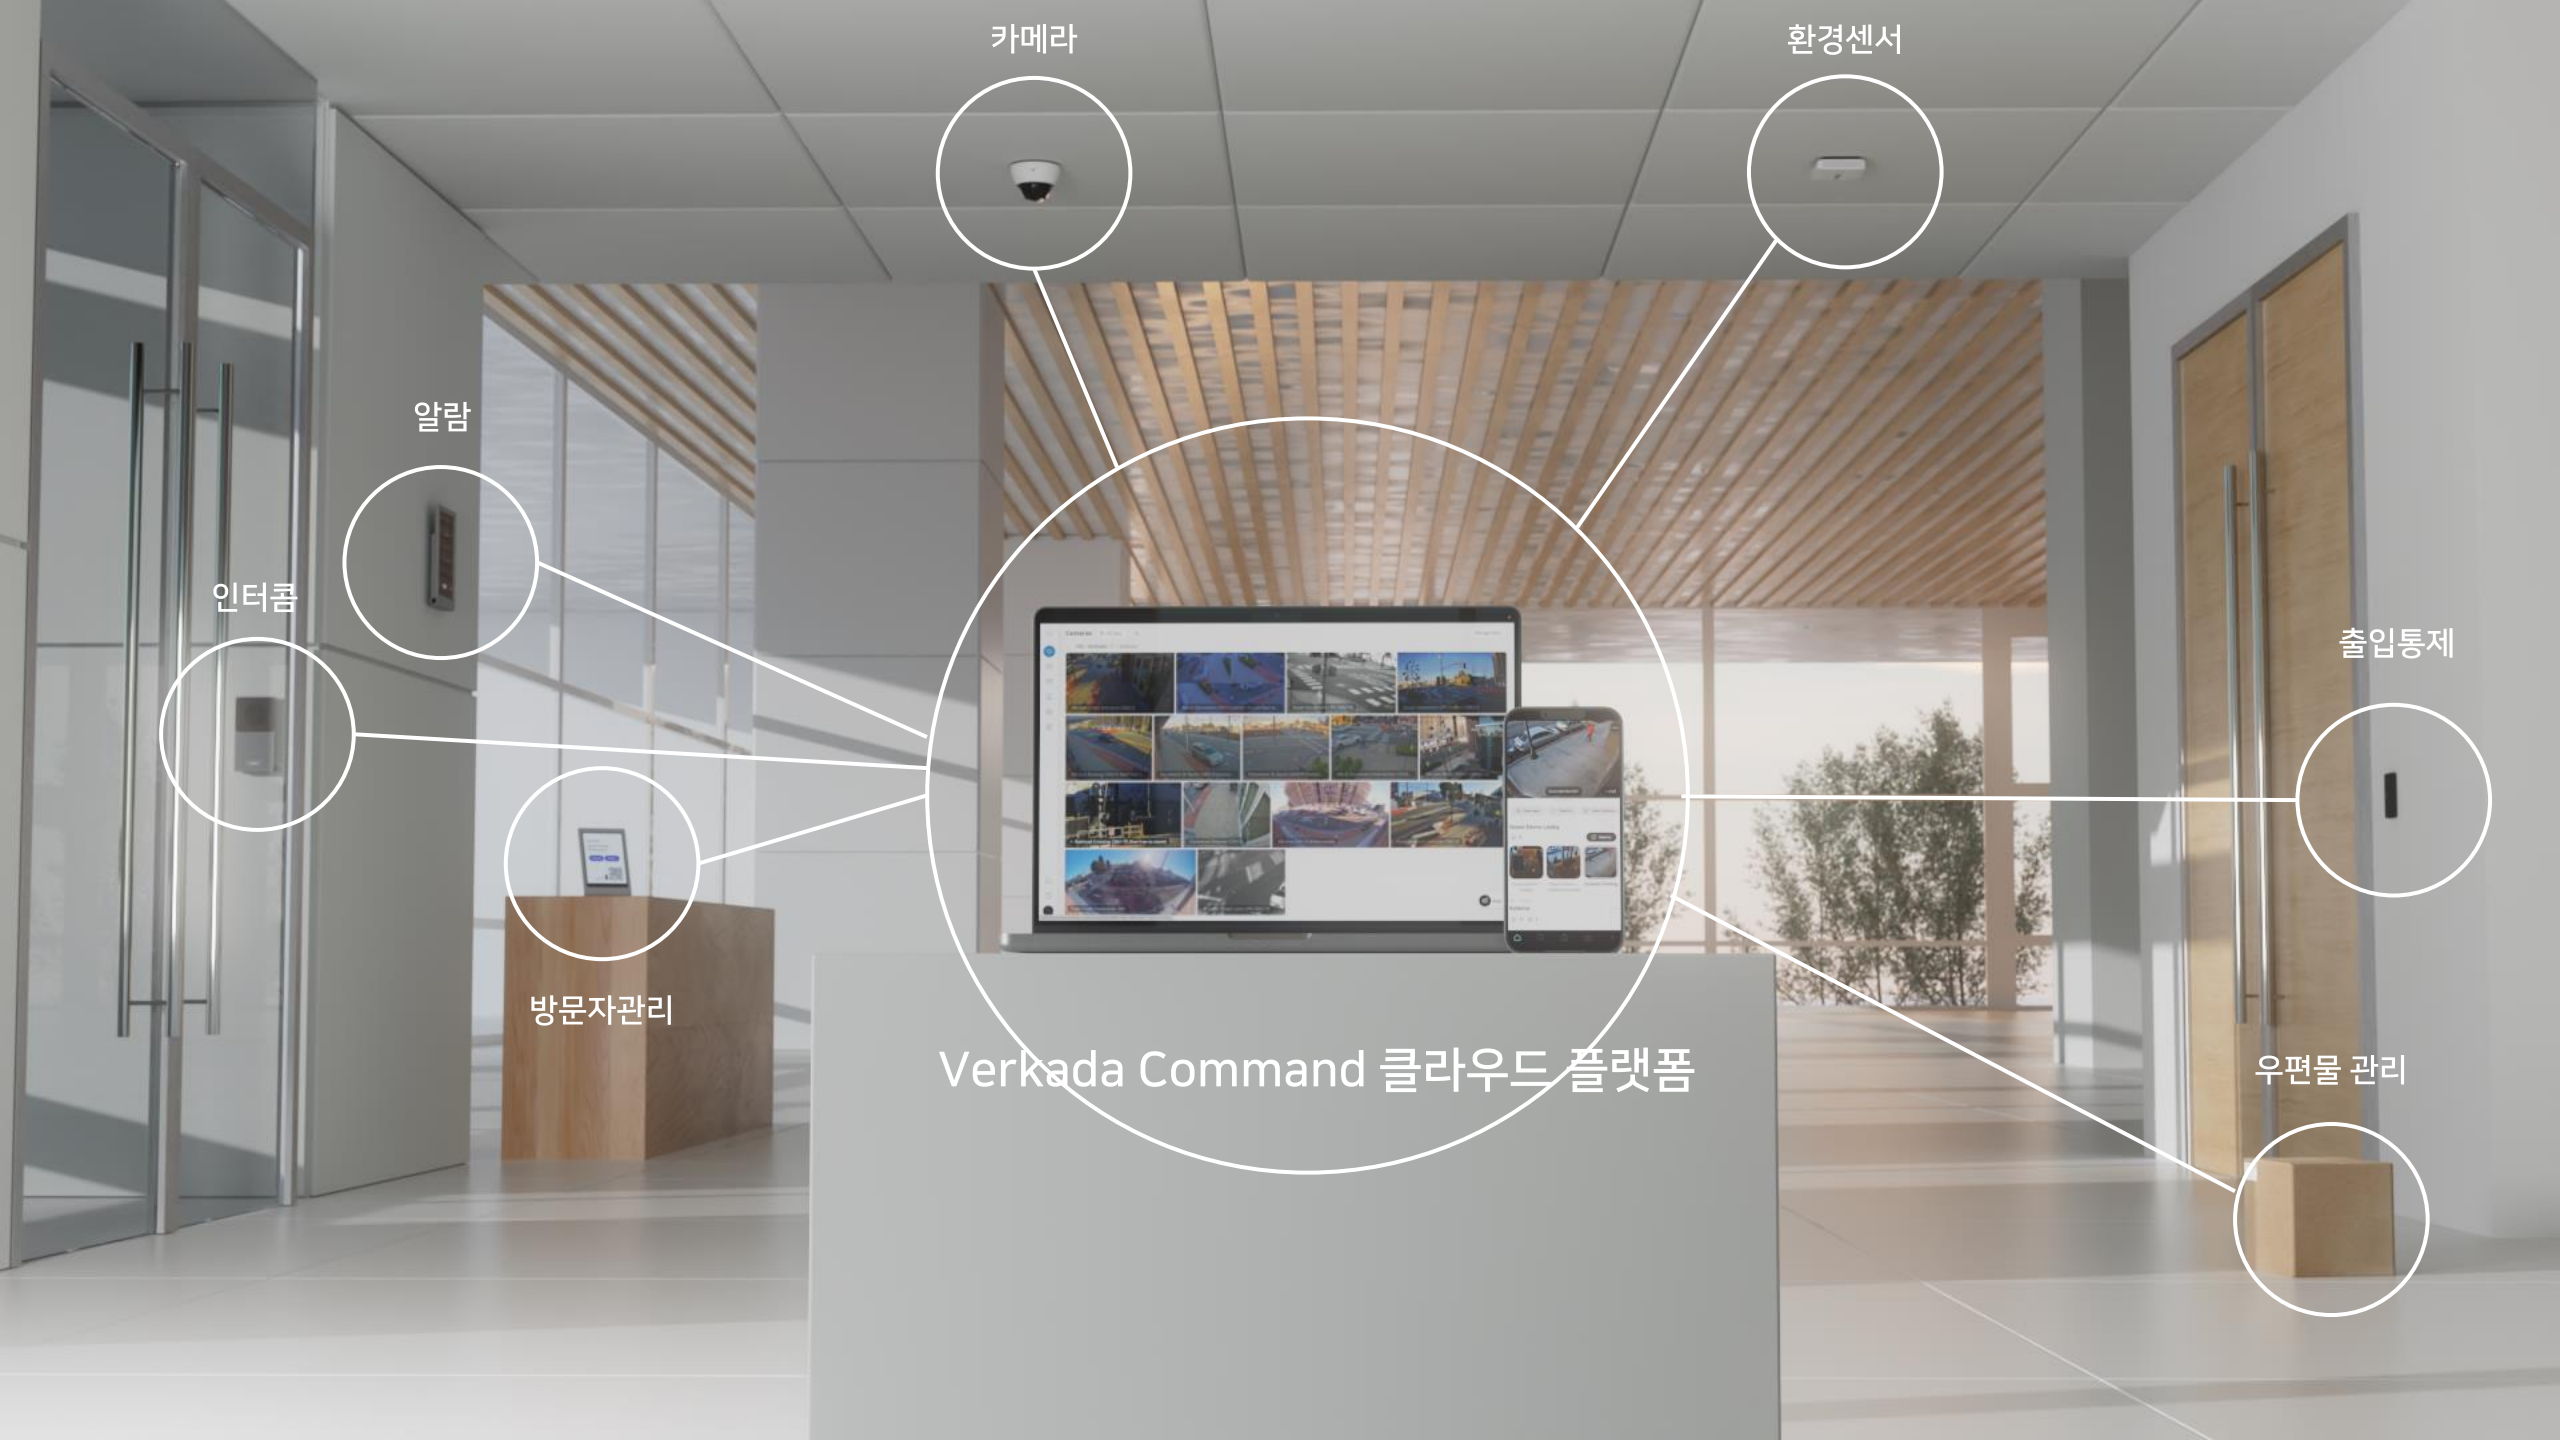 카메라
환경센서
알람
인터콤
출입통제
방문자관리
Verkada Command 클라우드 플랫폼
우편물 관리
Cameras